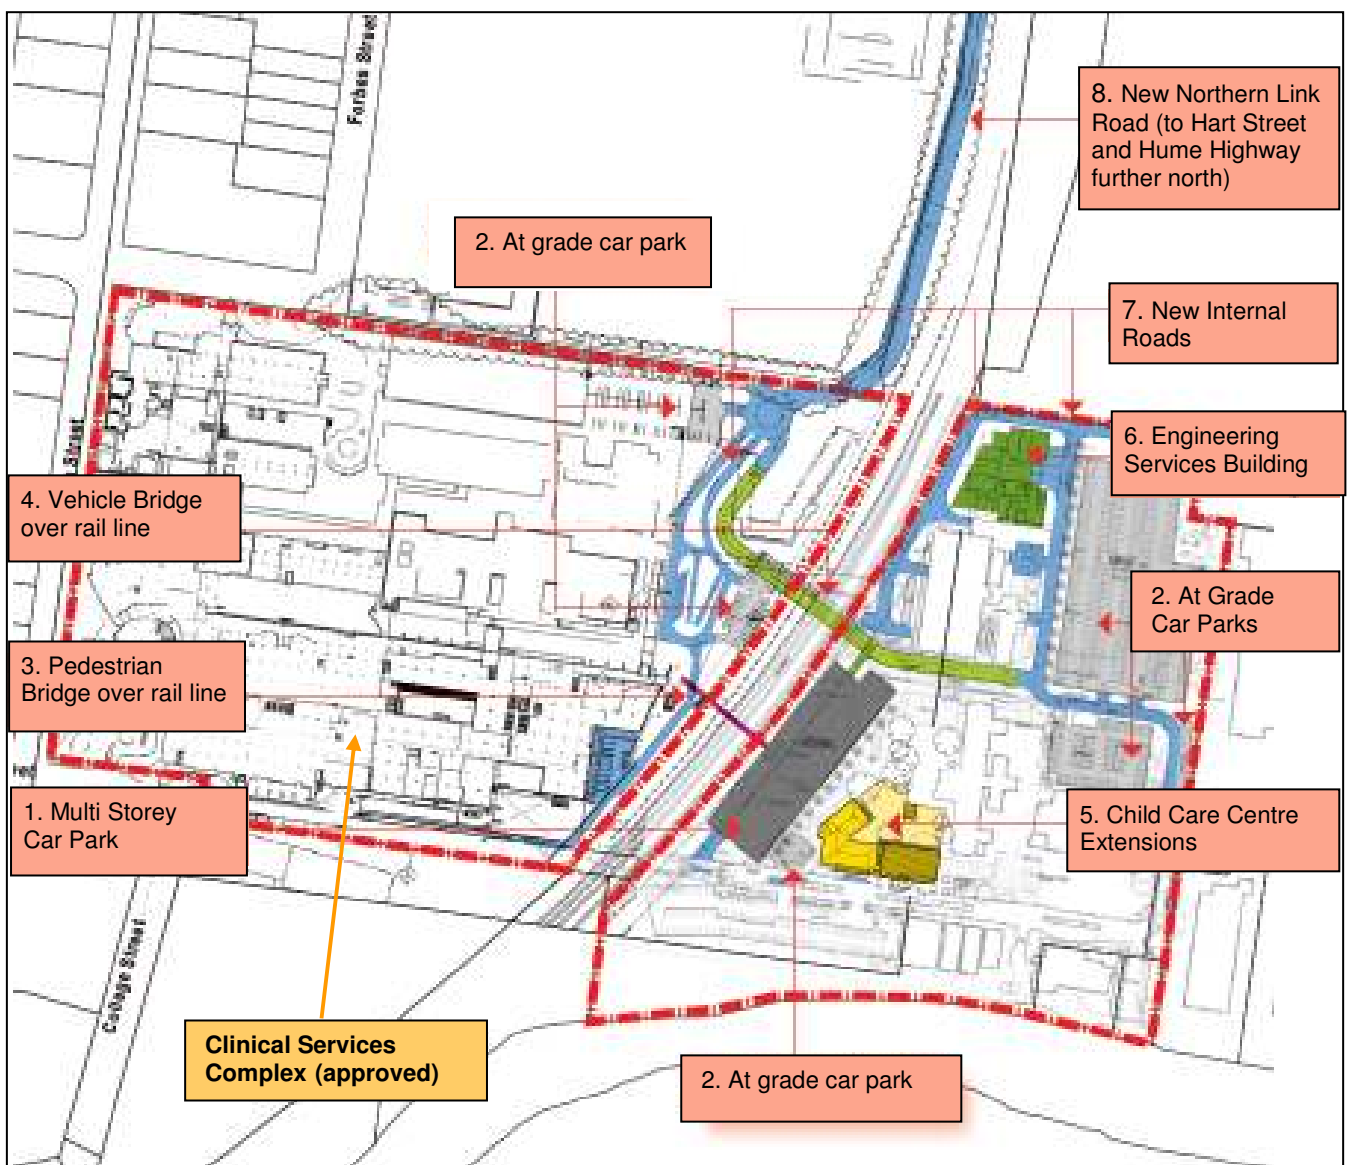 Forbes Street
8. New Northern Link
Road (to Hart Street
and Hume Highway
further north)
2. At grade car park
7. New Internal
Roads
Street
6. Engineering
Services Building
4. Vehicle Bridge
over rail line
2. At Grade
Car Parks
3. Pedestrian
Bridge over rail line
1. Multi Storey
Car Park
5. Child Care Centre
Extensions
College Street
Clinical Services
Complex (approved)
2. At grade car park